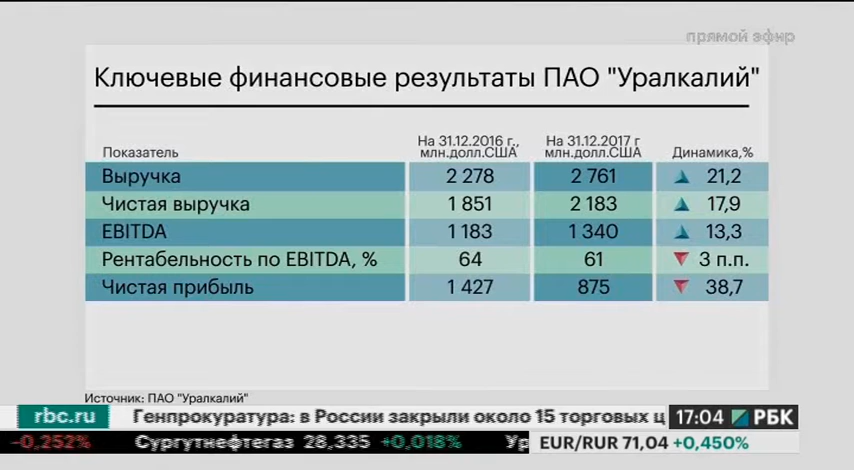 прямой эфир
Ключевые финансовые результаты ПАО "Уралкалий"
Показатель На 31.12.2016 г., млн.долл.США На 31.12.2017 г млн.долл.США Динамика,%
Выручка 2 278 2 761 21,2
Чистая выручка 1 851 2 183 17,9
EBITDA 1 183 1 340 13,3
Рентабельность по EBITDA, % 64 61 3 п.п.
Чистая прибыль 1 427 875 38,7
Источник: ПАО "Уралкалий"
rbc.ru Генпрокуратура: в России закрыли около 15 торговых ц 17:04 РБК
-0,252% Сургутнефтегаз 28,335 +0,018% Ур EUR/RUR 71,04 +0,450%